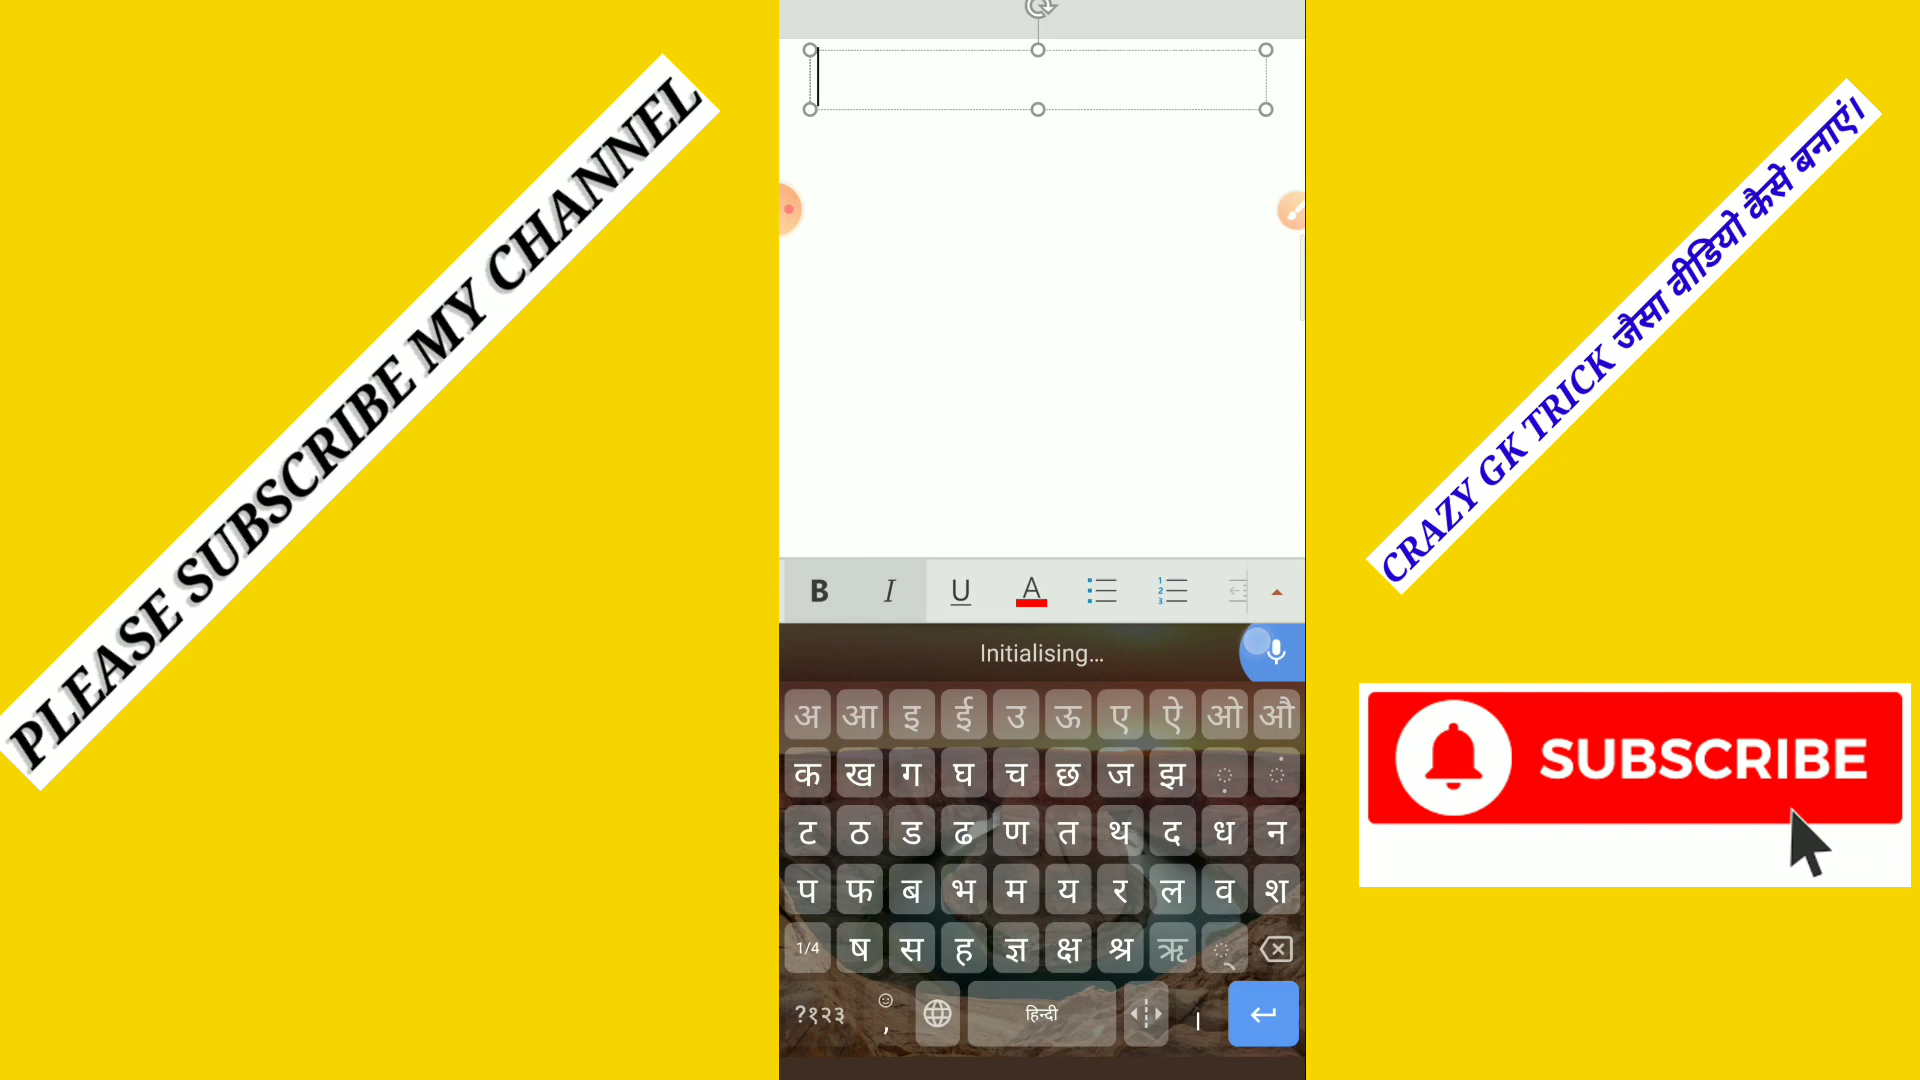 PLEASE SUBSCRIBE MY CHANNEL
CRAZY GK TRICK जैसा वीडियो कैसे बनाएं।
B I U A
Initialising...
अ आ इ ई उ ऊ ए ऐ ओ औ
क ख ग घ च छ ज झ ़ ं
ट ठ ड ढ ण त थ द ध न
प फ ब भ म य र ल व श
1/4 ष स ह ज्ञ क्ष श्र ऋ ्
?१२३ , हिन्दी ।
SUBSCRIBE